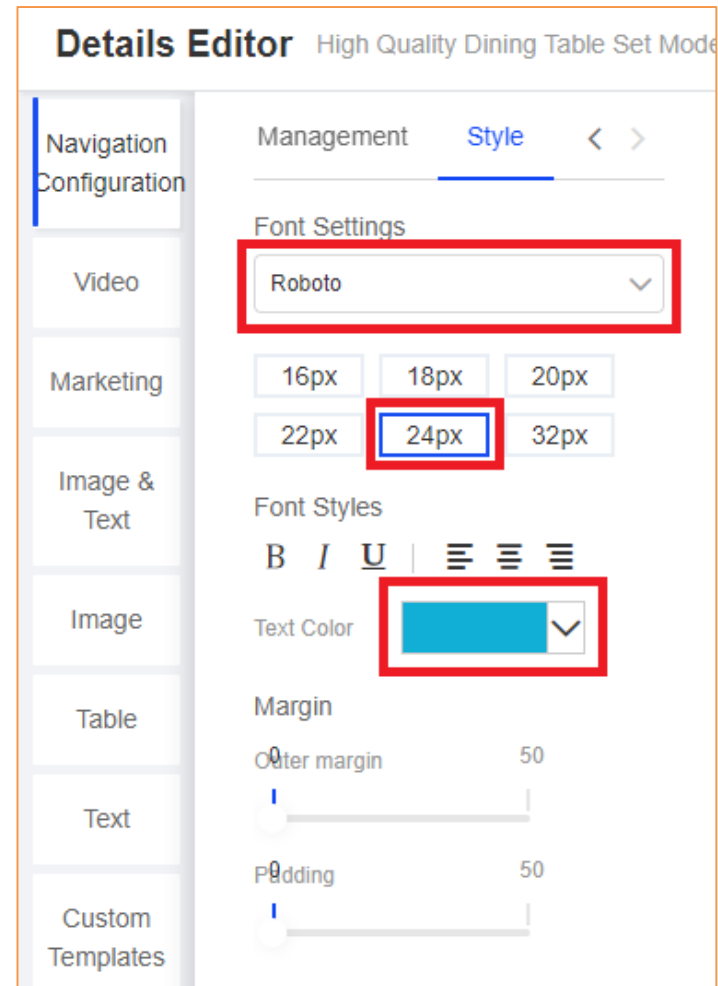 Details Editor High Quality Dining Table Set Mode
Navigation
Configuration
Video
Marketing
Image &
Text
Image
Table
Text
Custom
Templates
Management Style < >
Font Settings
Roboto
16px 18px 20px
22px 24px 32px
Font Styles
B I U
Text Color
Margin
Outer margin 0 50
Padding 0 50